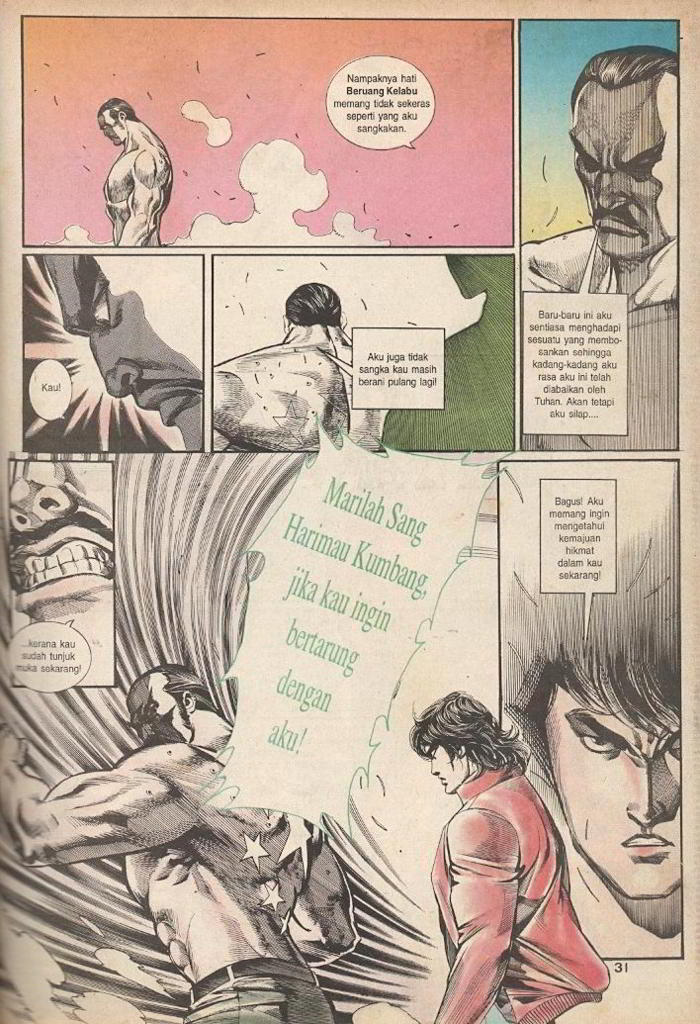 Nampaknya hati
Beruang Kelabu
memang tidak sekeras
seperti yang aku
sangkakan.
Baru-baru ini aku
sentiasa menghadapi
sesuatu yang membo-
sankan sehingga
kadang-kadang aku
rasa aku ini telah
diabaikan oleh
Tuhan. Akan tetapi
aku silap....
Kau!
Aku juga tidak
sangka kau masih
berani pulang lagi!
...kerana kau
sudah tunjuk
muka sekarang!
Marilah Sang
Harimau Kumbang,
jika kau ingin
bertarung
dengan
aku!
Bagus! Aku
memang ingin
mengetahui
kemajuan
hikmat
dalam kau
sekarang!
31